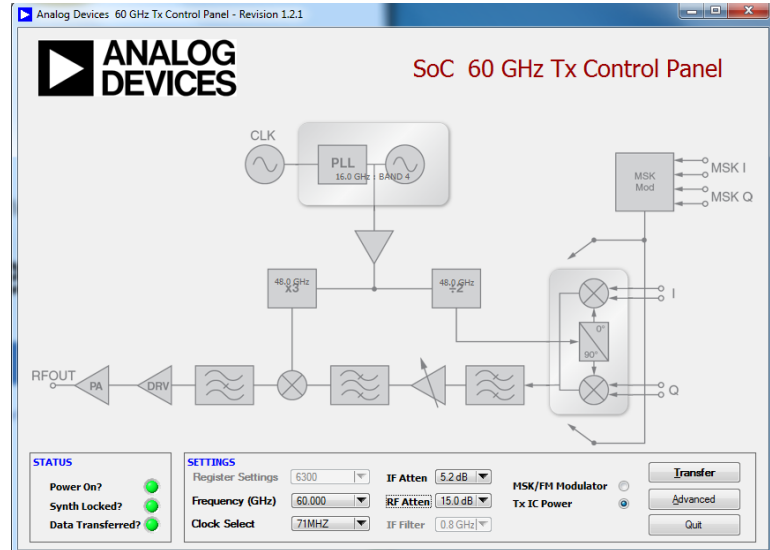 Analog Devices 60 GHz Tx Control Panel - Revision 1.2.1
ANALOG
DEVICES
SoC 60 GHz Tx Control Panel
CLK
PLL
16.0 GHz : BAND 4
MSK
Mod
MSK I
MSK Q
48.0 GHz
x3
48.0 GHz
÷2
I
0°
90°
Q
RFOUT
PA
DRV
STATUS
Power On?
Synth Locked?
Data Transferred?
SETTINGS
Register Settings 6300
Frequency (GHz) 60.000
Clock Select 71MHZ
IF Atten 5.2 dB
RF Atten 15.0 dB
IF Filter 0.8 GHz
MSK/FM Modulator
Tx IC Power
Transfer
Advanced
Quit